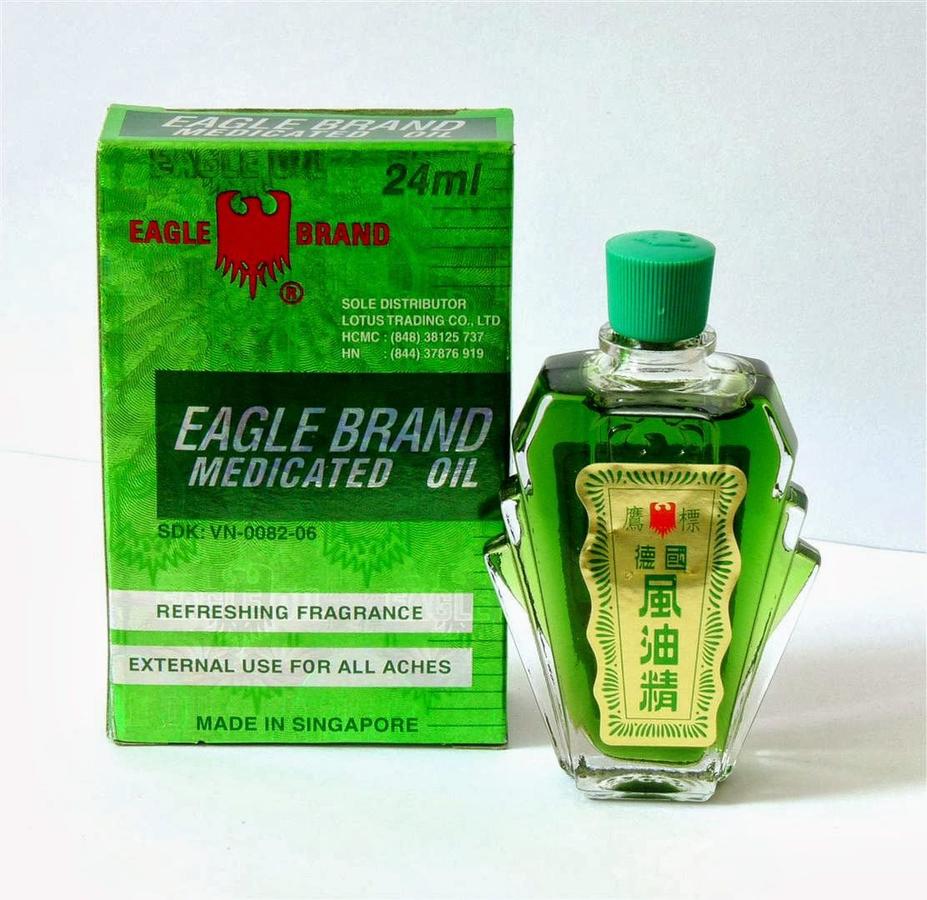 EAGLE BRAND
MEDICATED OIL
EAGLE OIL
24ml
EAGLE BRAND
®
SOLE DISTRIBUTOR
LOTUS TRADING CO., LTD
HCMC : (848) 38125 737
HN : (844) 37876 919
EAGLE BRAND
MEDICATED OIL
SDK: VN-0082-06
REFRESHING FRAGRANCE
EXTERNAL USE FOR ALL ACHES
MADE IN SINGAPORE
鷹標
德國
風
油
精